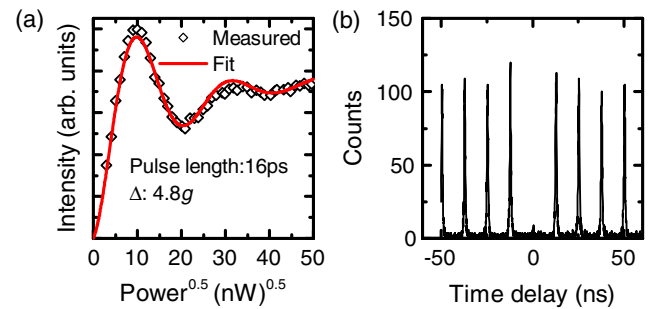 (a)
Intensity (arb. units)
Measured
Fit
Pulse length:16ps
Δ: 4.8g
0 10 20 30 40 50
Power^0.5 (nW)^0.5
(b)
Counts
150
100
50
0
-50 0 50
Time delay (ns)